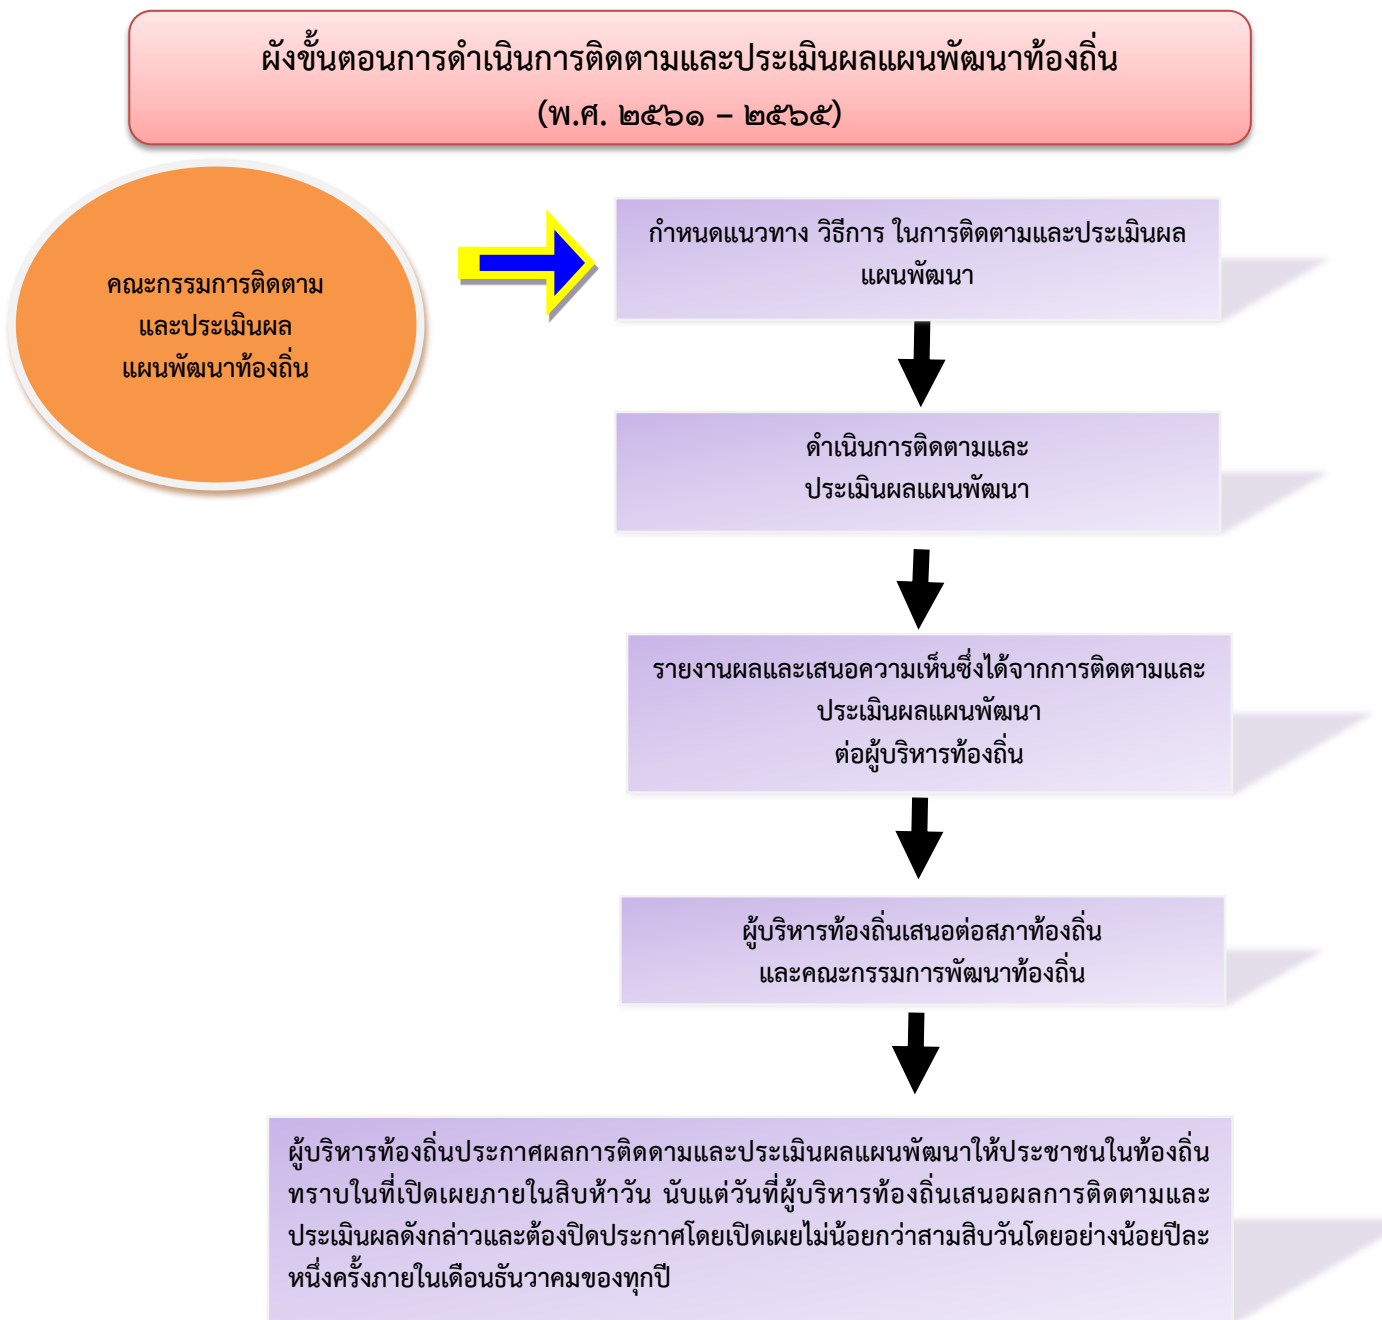 ผังขั้นตอนการดำเนินการติดตามและประเมินผลแผนพัฒนาท้องถิ่น
(พ.ศ. ๒๕๖๑ – ๒๕๖๕)
คณะกรรมการติดตาม
และประเมินผล
แผนพัฒนาท้องถิ่น
กำหนดแนวทาง วิธีการ ในการติดตามและประเมินผล
แผนพัฒนา
ดำเนินการติดตามและ
ประเมินผลแผนพัฒนา
รายงานผลและเสนอความเห็นซึ่งได้จากการติดตามและ
ประเมินผลแผนพัฒนา
ต่อผู้บริหารท้องถิ่น
ผู้บริหารท้องถิ่นเสนอต่อสภาท้องถิ่น
และคณะกรรมการพัฒนาท้องถิ่น
ผู้บริหารท้องถิ่นประกาศผลการติดดามและประเมินผลแผนพัฒนาให้ประชาชนในท้องถิ่น
ทราบในที่เปิดเผยภายในสิบห้าวัน นับแต่วันที่ผู้บริหารท้องถิ่นเสนอผลการติดตามและ
ประเมินผลดังกล่าวและต้องปิดประกาศโดยเปิดเผยไม่น้อยกว่าสามสิบวันโดยอย่างน้อยปีละ
หนึ่งครั้งภายในเดือนธันวาคมของทุกปี